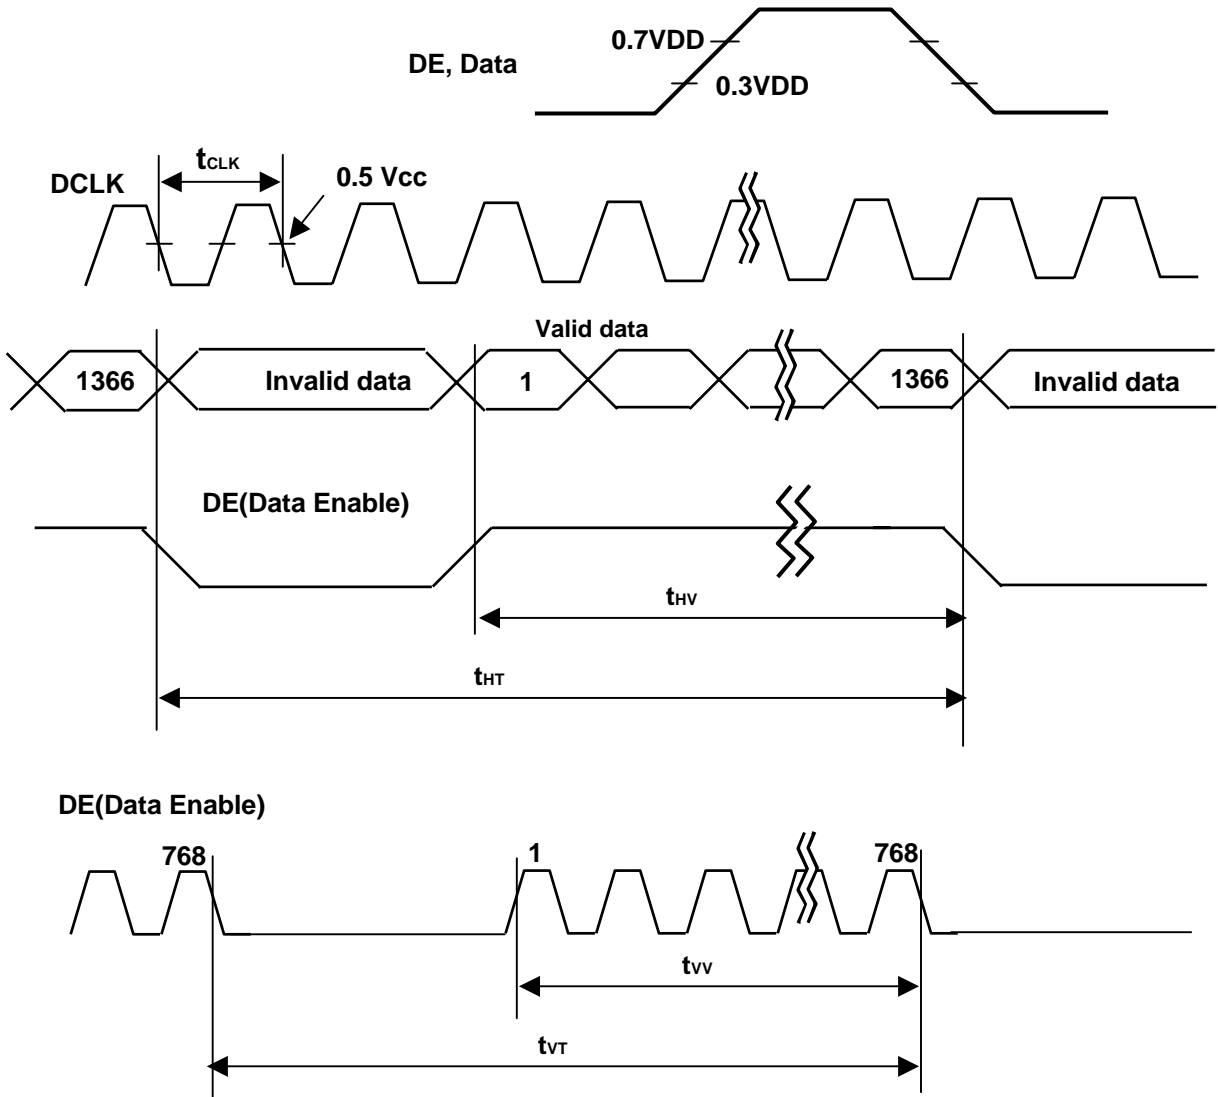 0.7VDD
DE, Data
0.3VDD
tCLK
DCLK
0.5 Vcc
Valid data
1366
Invalid data
1
1366
Invalid data
DE(Data Enable)
tHV
tHT
DE(Data Enable)
768
1
768
tVV
tVT